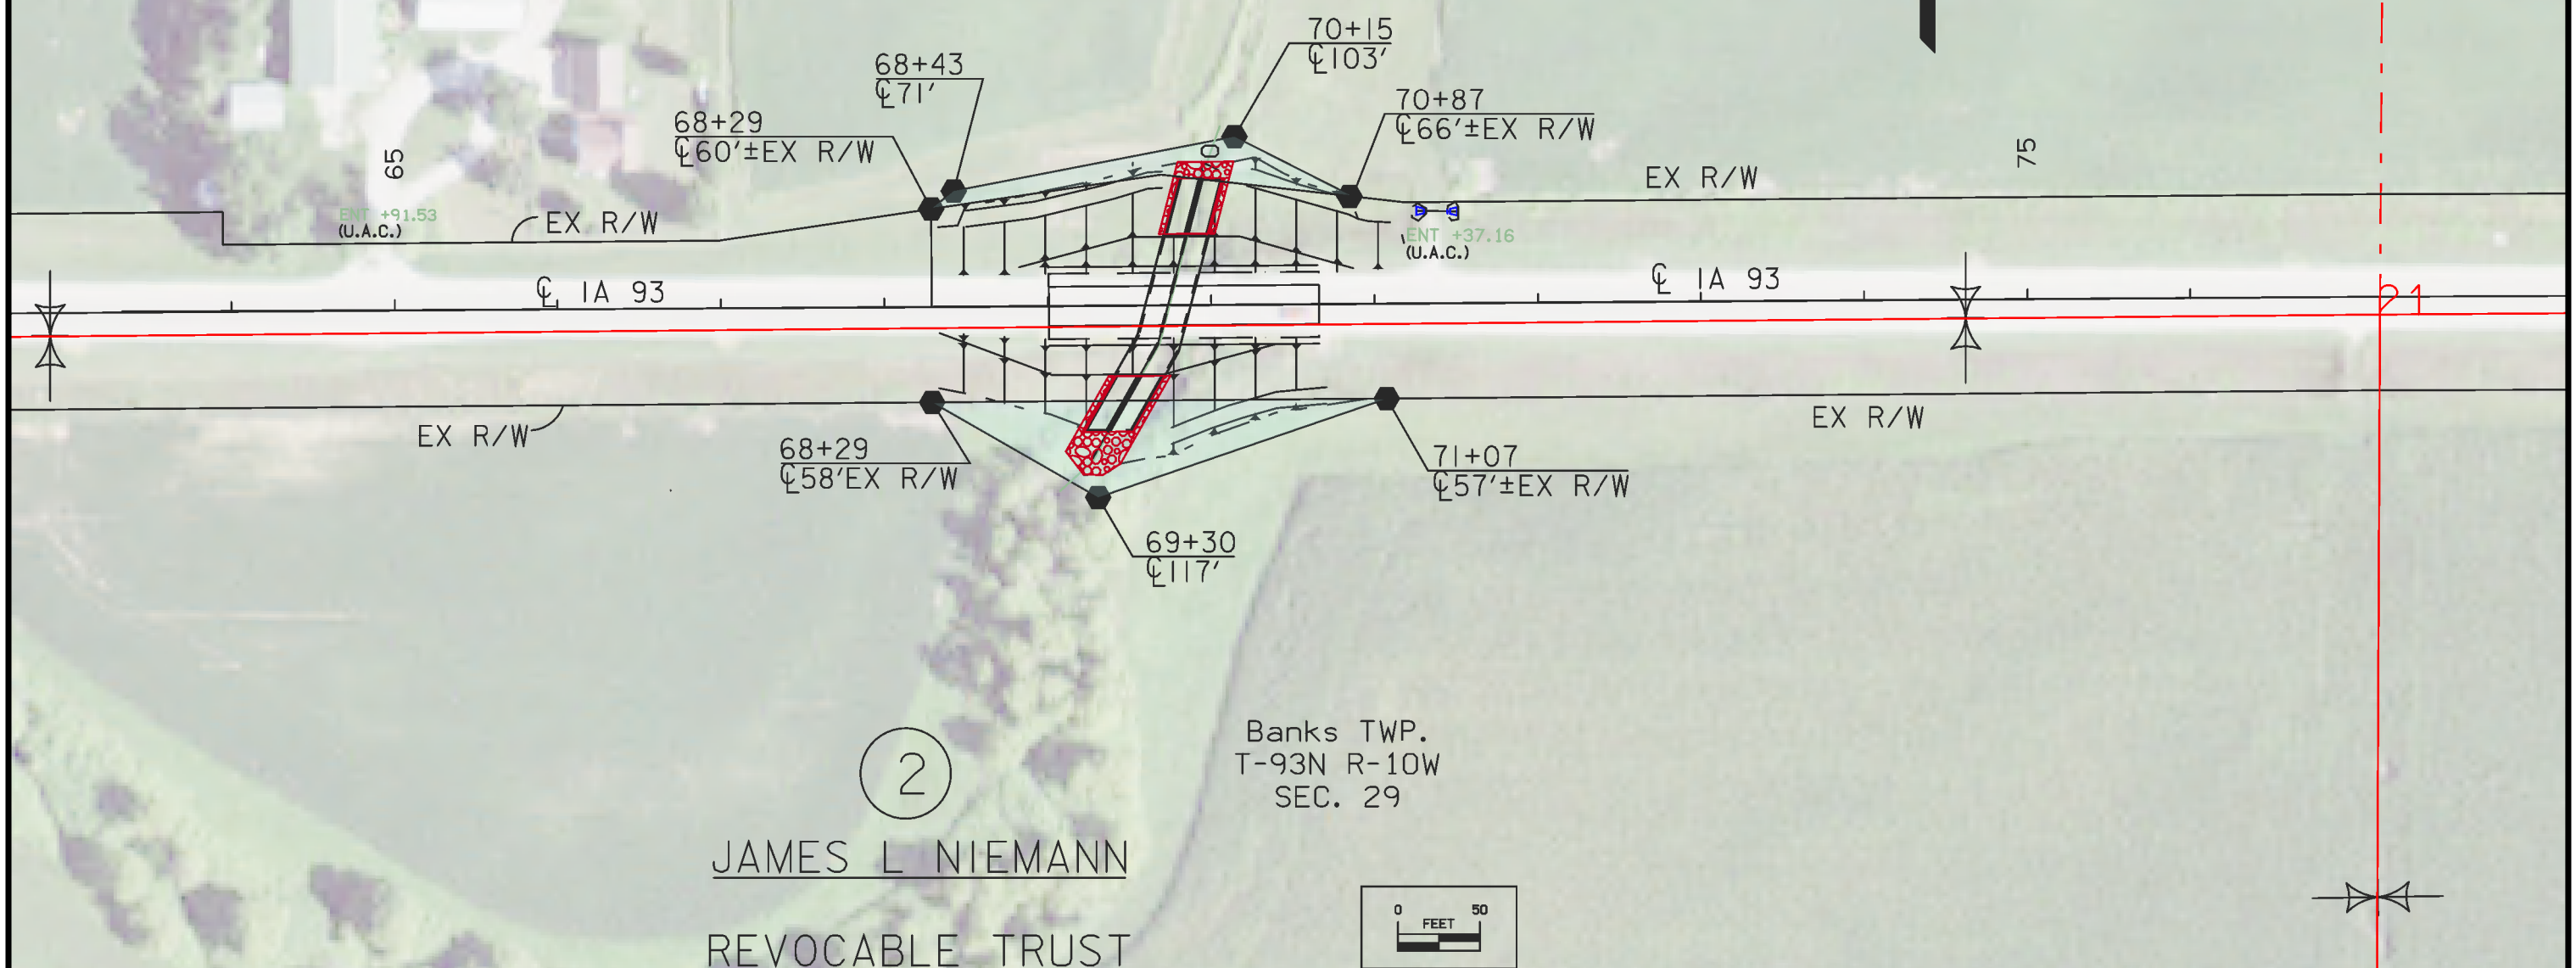 70+15
℄103'
68+43
℄71'
70+87
℄66'±EX R/W
68+29
℄60'±EX R/W
65
75
EX R/W
ENT +91.53
(U.A.C.)
EX R/W
ENT +37.16
(U.A.C.)
℄ IA 93
℄ IA 93
21
EX R/W
EX R/W
68+29
℄58'EX R/W
71+07
℄57'±EX R/W
69+30
℄117'
2
Banks TWP.
T-93N R-10W
SEC. 29
JAMES L NIEMANN
REVOCABLE TRUST
0 50
FEET